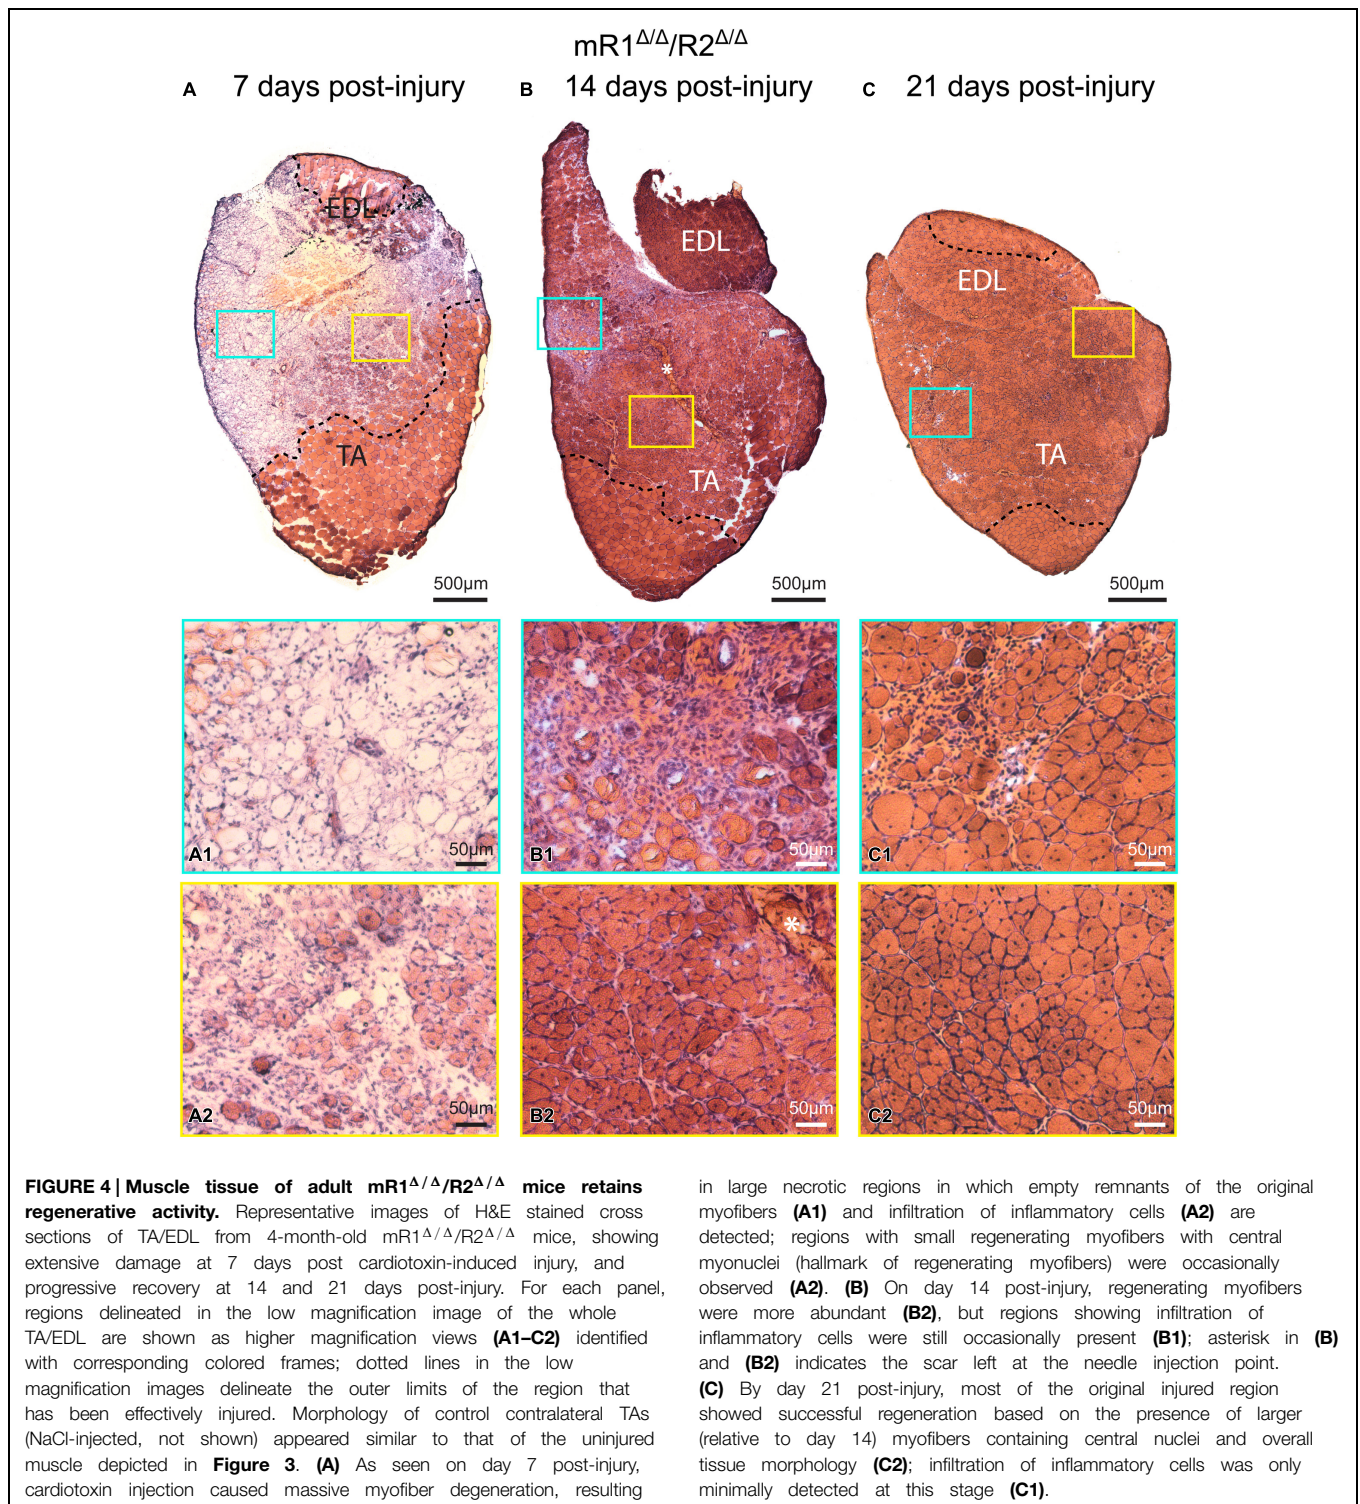 mR1Δ/Δ/R2Δ/Δ
A 7 days post-injury
B 14 days post-injury
C 21 days post-injury
EDL
TA
500µm
EDL
*
TA
500µm
EDL
TA
500µm
A1
50µm
B1
50µm
C1
50µm
A2
50µm
*
B2
50µm
C2
50µm
FIGURE 4 | Muscle tissue of adult mR1Δ/Δ/R2Δ/Δ mice retains
regenerative activity. Representative images of H&E stained cross
sections of TA/EDL from 4-month-old mR1Δ/Δ/R2Δ/Δ mice, showing
extensive damage at 7 days post cardiotoxin-induced injury, and
progressive recovery at 14 and 21 days post-injury. For each panel,
regions delineated in the low magnification image of the whole
TA/EDL are shown as higher magnification views (A1–C2) identified
with corresponding colored frames; dotted lines in the low
magnification images delineate the outer limits of the region that
has been effectively injured. Morphology of control contralateral TAs
(NaCl-injected, not shown) appeared similar to that of the uninjured
muscle depicted in Figure 3. (A) As seen on day 7 post-injury,
cardiotoxin injection caused massive myofiber degeneration, resulting
in large necrotic regions in which empty remnants of the original
myofibers (A1) and infiltration of inflammatory cells (A2) are
detected; regions with small regenerating myofibers with central
myonuclei (hallmark of regenerating myofibers) were occasionally
observed (A2). (B) On day 14 post-injury, regenerating myofibers
were more abundant (B2), but regions showing infiltration of
inflammatory cells were still occasionally present (B1); asterisk in (B)
and (B2) indicates the scar left at the needle injection point.
(C) By day 21 post-injury, most of the original injured region
showed successful regeneration based on the presence of larger
(relative to day 14) myofibers containing central nuclei and overall
tissue morphology (C2); infiltration of inflammatory cells was only
minimally detected at this stage (C1).